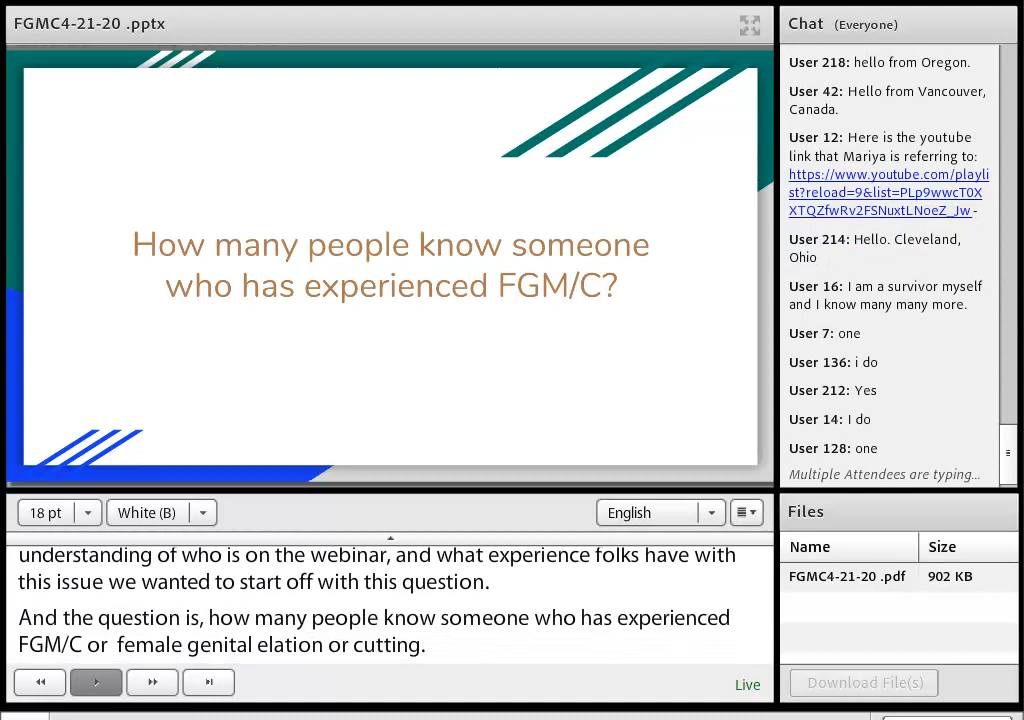 FGMC4-21-20 .pptx
How many people know someone
who has experienced FGM/C?
18 pt
White (B)
English
understanding of who is on the webinar, and what experience folks have with
this issue we wanted to start off with this question.
And the question is, how many people know someone who has experienced
FGM/C or  female genital elation or cutting.
Live
Chat (Everyone)
User 218: hello from Oregon.
User 42: Hello from Vancouver,
Canada.
User 12: Here is the youtube
link that Mariya is referring to:
https://www.youtube.com/playli
st?reload=9&list=PLp9wwcT0X
XTQZfwRv2FSNuxtLNoeZ_Jw -
User 214: Hello. Cleveland,
Ohio
User 16: I am a survivor myself
and I know many many more.
User 7: one
User 136: i do
User 212: Yes
User 14: I do
User 128: one
Multiple Attendees are typing...
Files
Name Size
FGMC4-21-20 .pdf 902 KB
Download File(s)